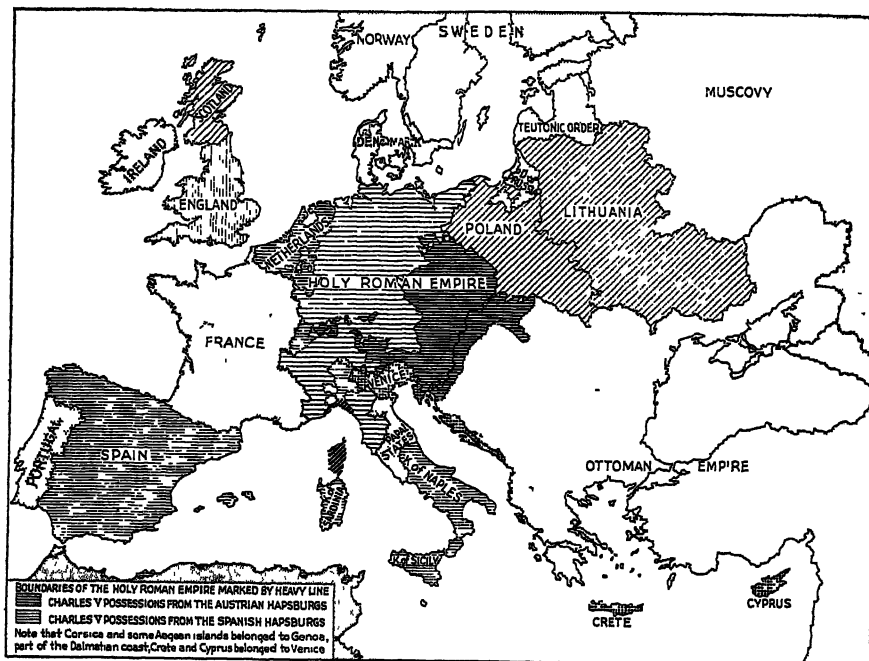 NORWAY
SWEDEN
MUSCOVY
SCOTLAND
IRELAND
DENMARK
TEUTONIC ORDER
ENGLAND
NETHERLANDS
POLAND
LITHUANIA
HOLY ROMAN EMPIRE
FRANCE
VENICE
PORTUGAL
SPAIN
PAPAL
STATES
K. OF NAPLES
SARDINIA
OTTOMAN EMPIRE
K. SICILY
CRETE
CYPRUS
BOUNDARIES OF THE HOLY ROMAN EMPIRE MARKED BY HEAVY LINE
CHARLES V POSSESSIONS FROM THE AUSTRIAN HAPSBURGS
CHARLES V POSSESSIONS FROM THE SPANISH HAPSBURGS
Note that Corsica and some Aegean islands belonged to Genoa,
part of the Dalmatian coast, Crete and Cyprus belonged to Venice